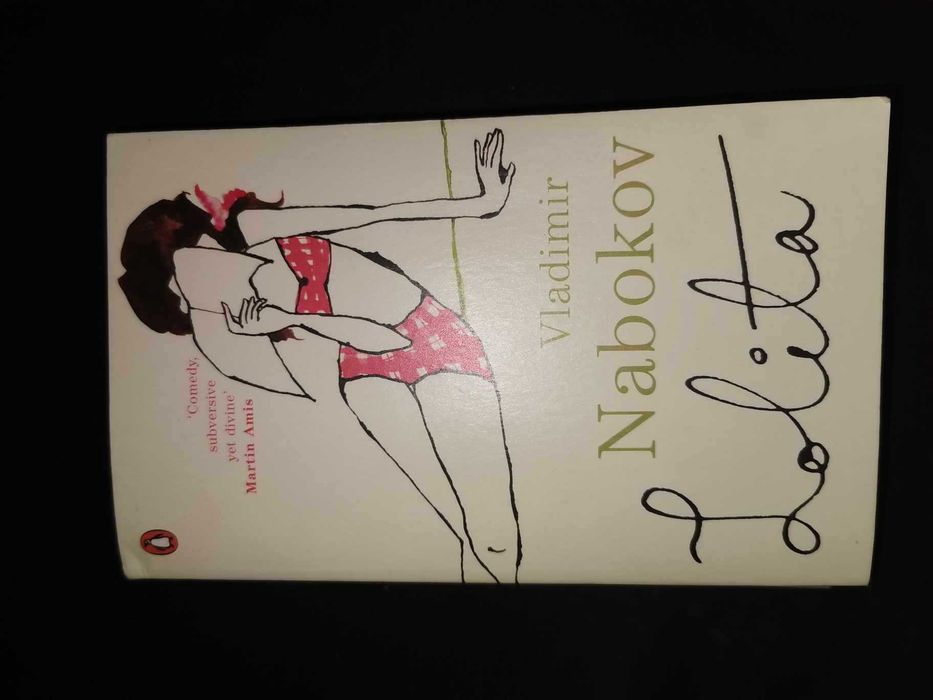 'Comedy,
subversive
yet divine'
Martin Amis
Vladimir
Nabokov
Lolita